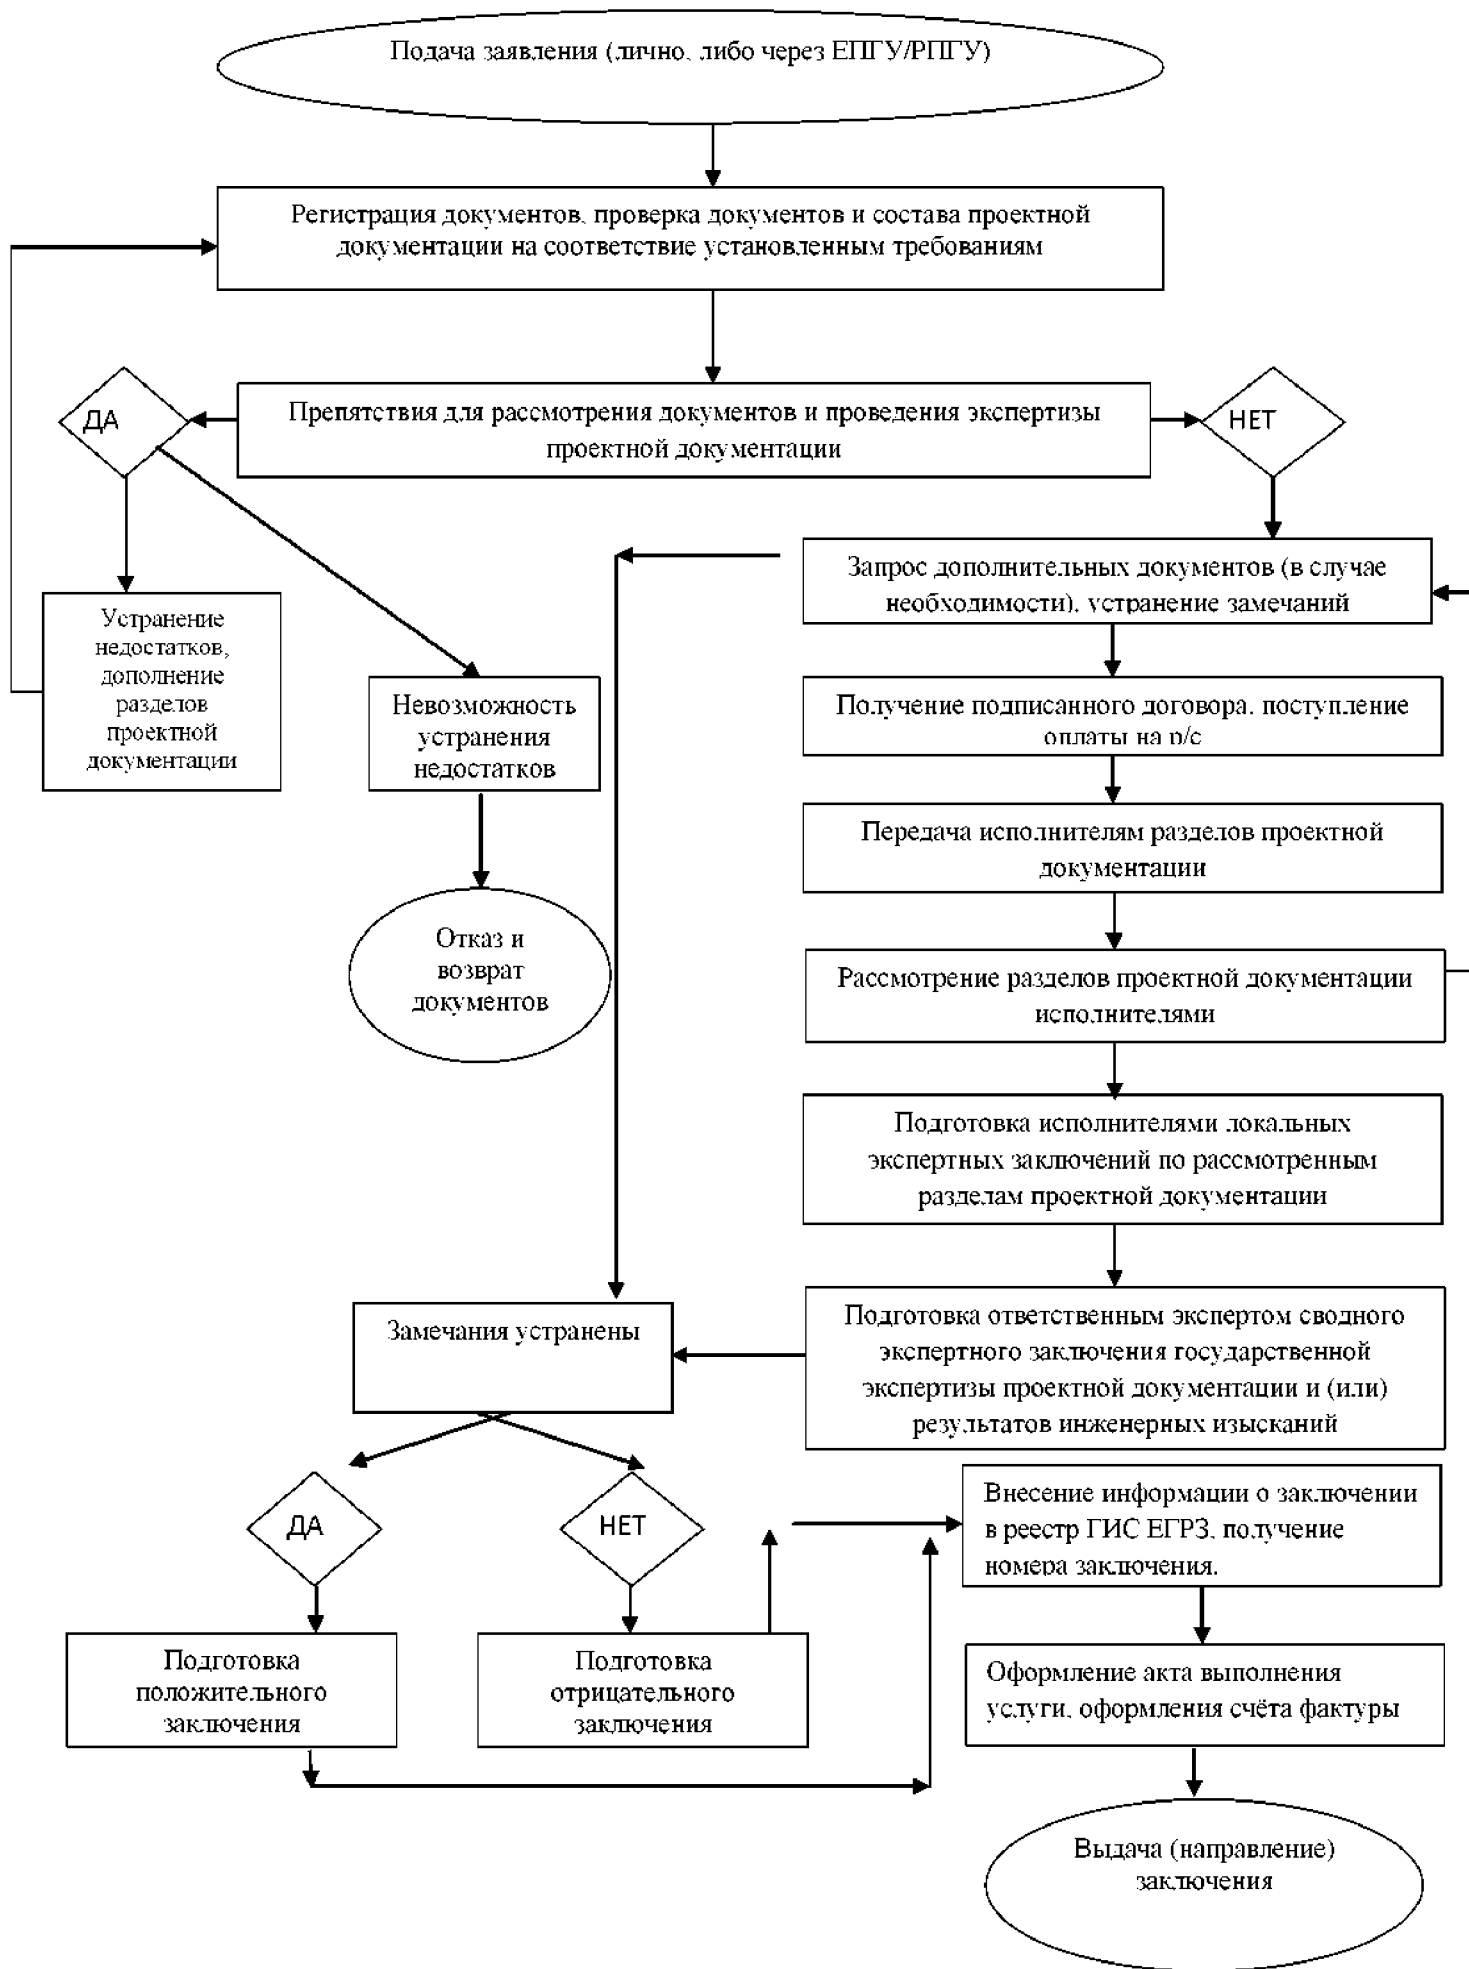 Подача заявления (лично, либо через ЕПГУ/РПГУ)
Регистрация документов, проверка документов и состава проектной
документации на соответствие установленным требованиям
ДА
Препятствия для рассмотрения документов и проведения экспертизы
проектной документации
НЕТ
Запрос дополнительных документов (в случае
необходимости), устранение замечаний
Устранение
недостатков,
дополнение
разделов
проектной
документации
Невозможность
устранения
недостатков
Получение подписанного договора, поступление
оплаты на р/с
Передача исполнителям разделов проектной
документации
Отказ и
возврат
документов
Рассмотрение разделов проектной документации
исполнителями
Подготовка исполнителями локальных
экспертных заключений по рассмотренным
разделам проектной документации
Замечания устранены
Подготовка ответственным экспертом сводного
экспертного заключения государственной
экспертизы проектной документации и (или)
результатов инженерных изысканий
ДА
НЕТ
Внесение информации о заключении
в реестр ГИС ЕГРЗ, получение
номера заключения.
Подготовка
положительного
заключения
Подготовка
отрицательного
заключения
Оформление акта выполнения
услуги, оформления счёта фактуры
Выдача (направление)
заключения